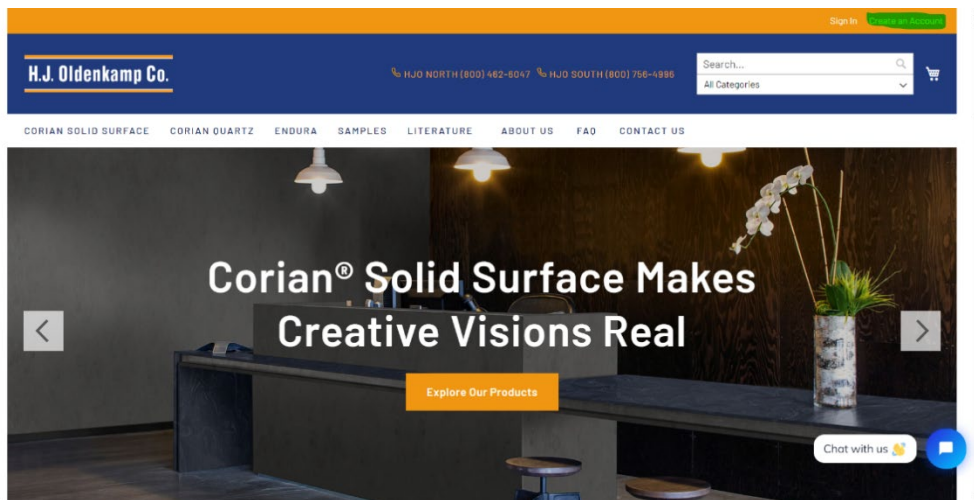 Sign In Create an Account
H.J. Oldenkamp Co.
HJO NORTH (800) 462-6047 HJO SOUTH (800) 756-4996
Search...
All Categories
CORIAN SOLID SURFACE CORIAN QUARTZ ENDURA SAMPLES LITERATURE ABOUT US FAQ CONTACT US
Corian® Solid Surface Makes
Creative Visions Real
Explore Our Products
Chat with us 👋